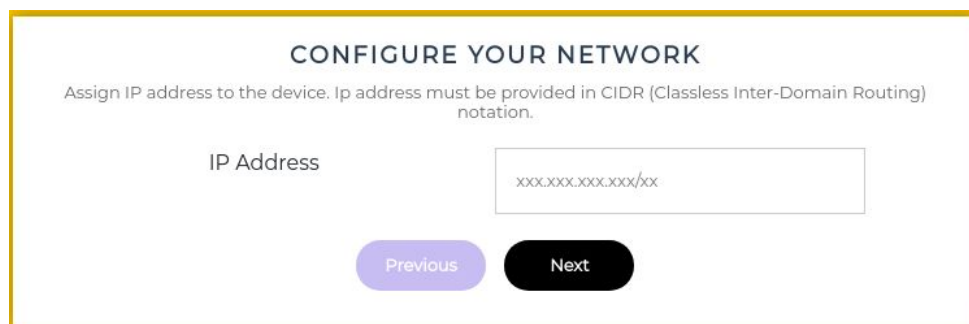 CONFIGURE YOUR NETWORK
Assign IP address to the device. Ip address must be provided in CIDR (Classless Inter-Domain Routing)
notation.
IP Address
xxx.xxx.xxx.xxx/xx
Previous
Next